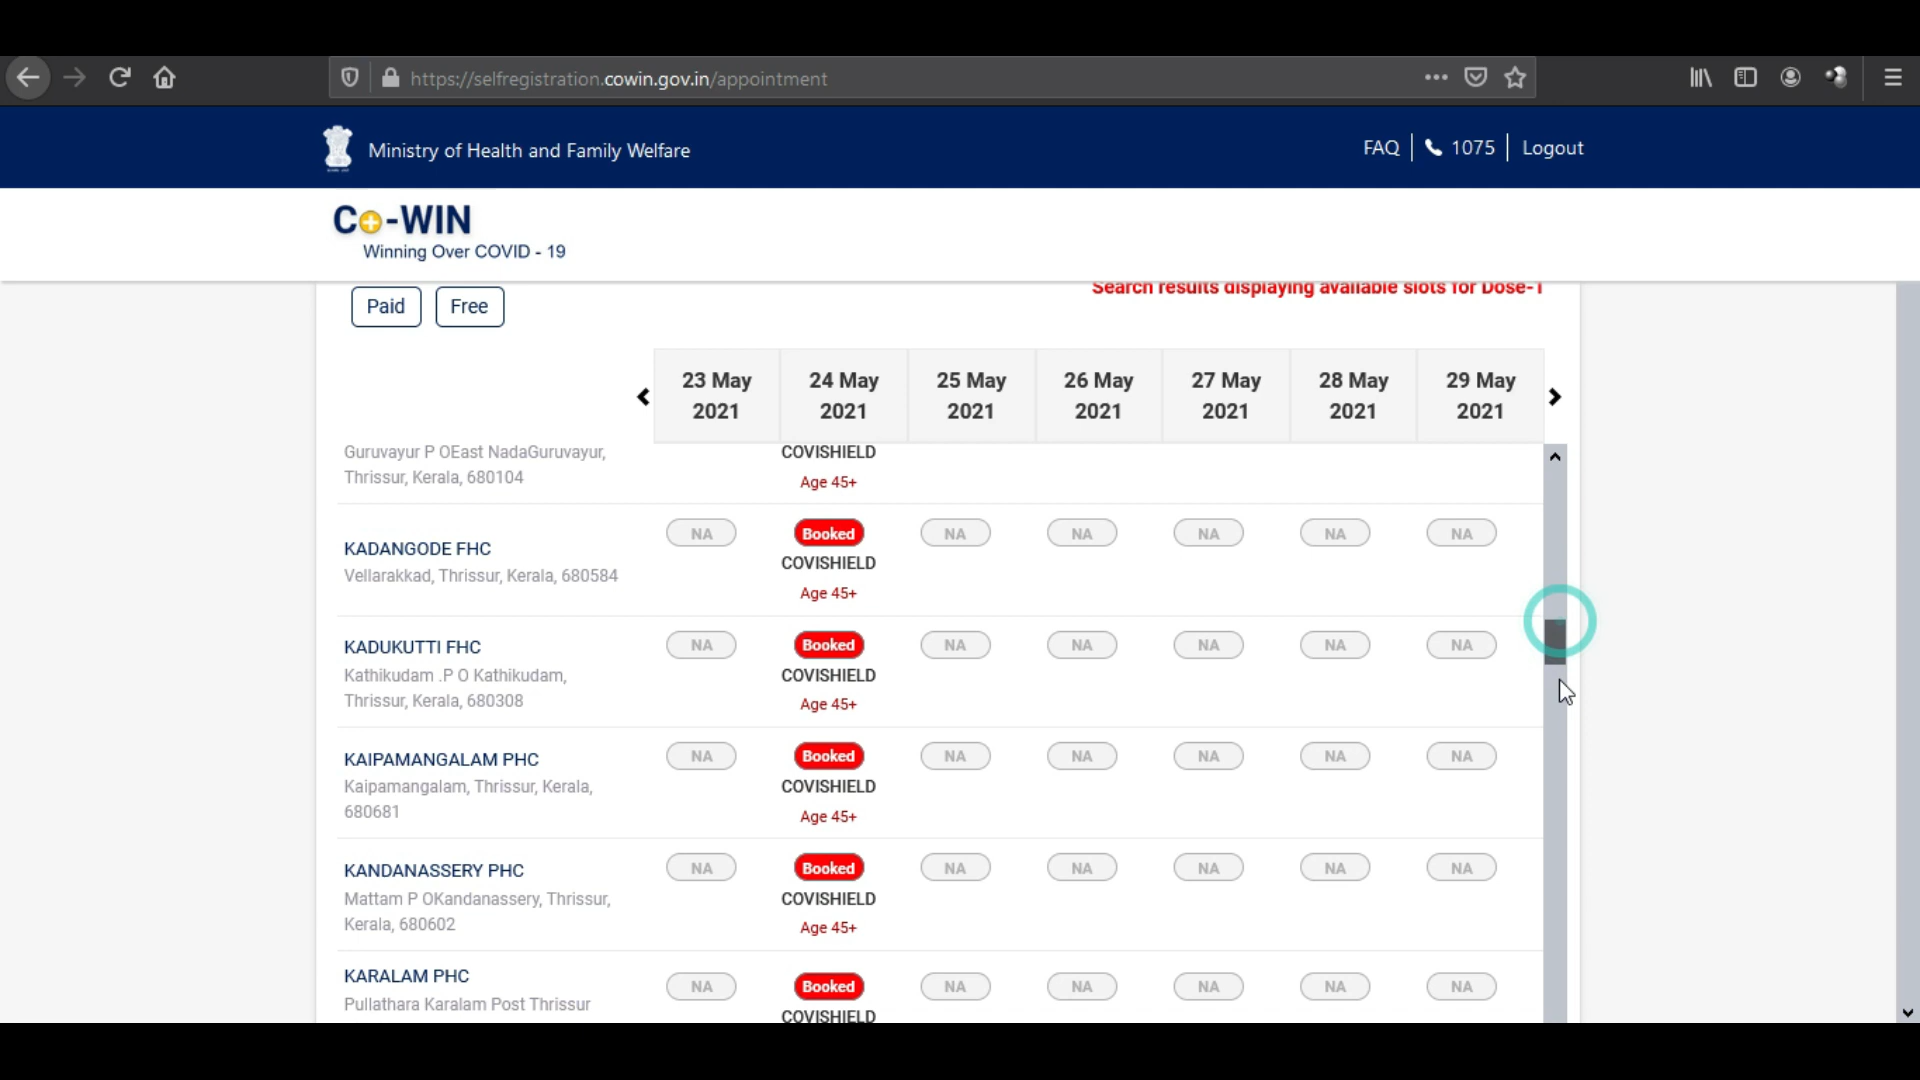 https://selfregistration.cowin.gov.in/appointment
Ministry of Health and Family Welfare
FAQ 1075 Logout
Co-WIN
Winning Over COVID - 19
Paid Free
Search results displaying available slots for Dose-1
23 May 24 May 25 May 26 May 27 May 28 May 29 May
2021 2021 2021 2021 2021 2021 2021
Guruvayur P OEast NadaGuruvayur,
Thrissur, Kerala, 680104
COVISHIELD
Age 45+
KADANGODE FHC
Vellarakkad, Thrissur, Kerala, 680584
NA Booked NA NA NA NA NA
COVISHIELD
Age 45+
KADUKUTTI FHC
Kathikudam .P O Kathikudam,
Thrissur, Kerala, 680308
NA Booked NA NA NA NA NA
COVISHIELD
Age 45+
KAIPAMANGALAM PHC
Kaipamangalam, Thrissur, Kerala,
680681
NA Booked NA NA NA NA NA
COVISHIELD
Age 45+
KANDANASSERY PHC
Mattam P OKandanassery, Thrissur,
Kerala, 680602
NA Booked NA NA NA NA NA
COVISHIELD
Age 45+
KARALAM PHC
Pullathara Karalam Post Thrissur
NA Booked NA NA NA NA NA
COVISHIELD